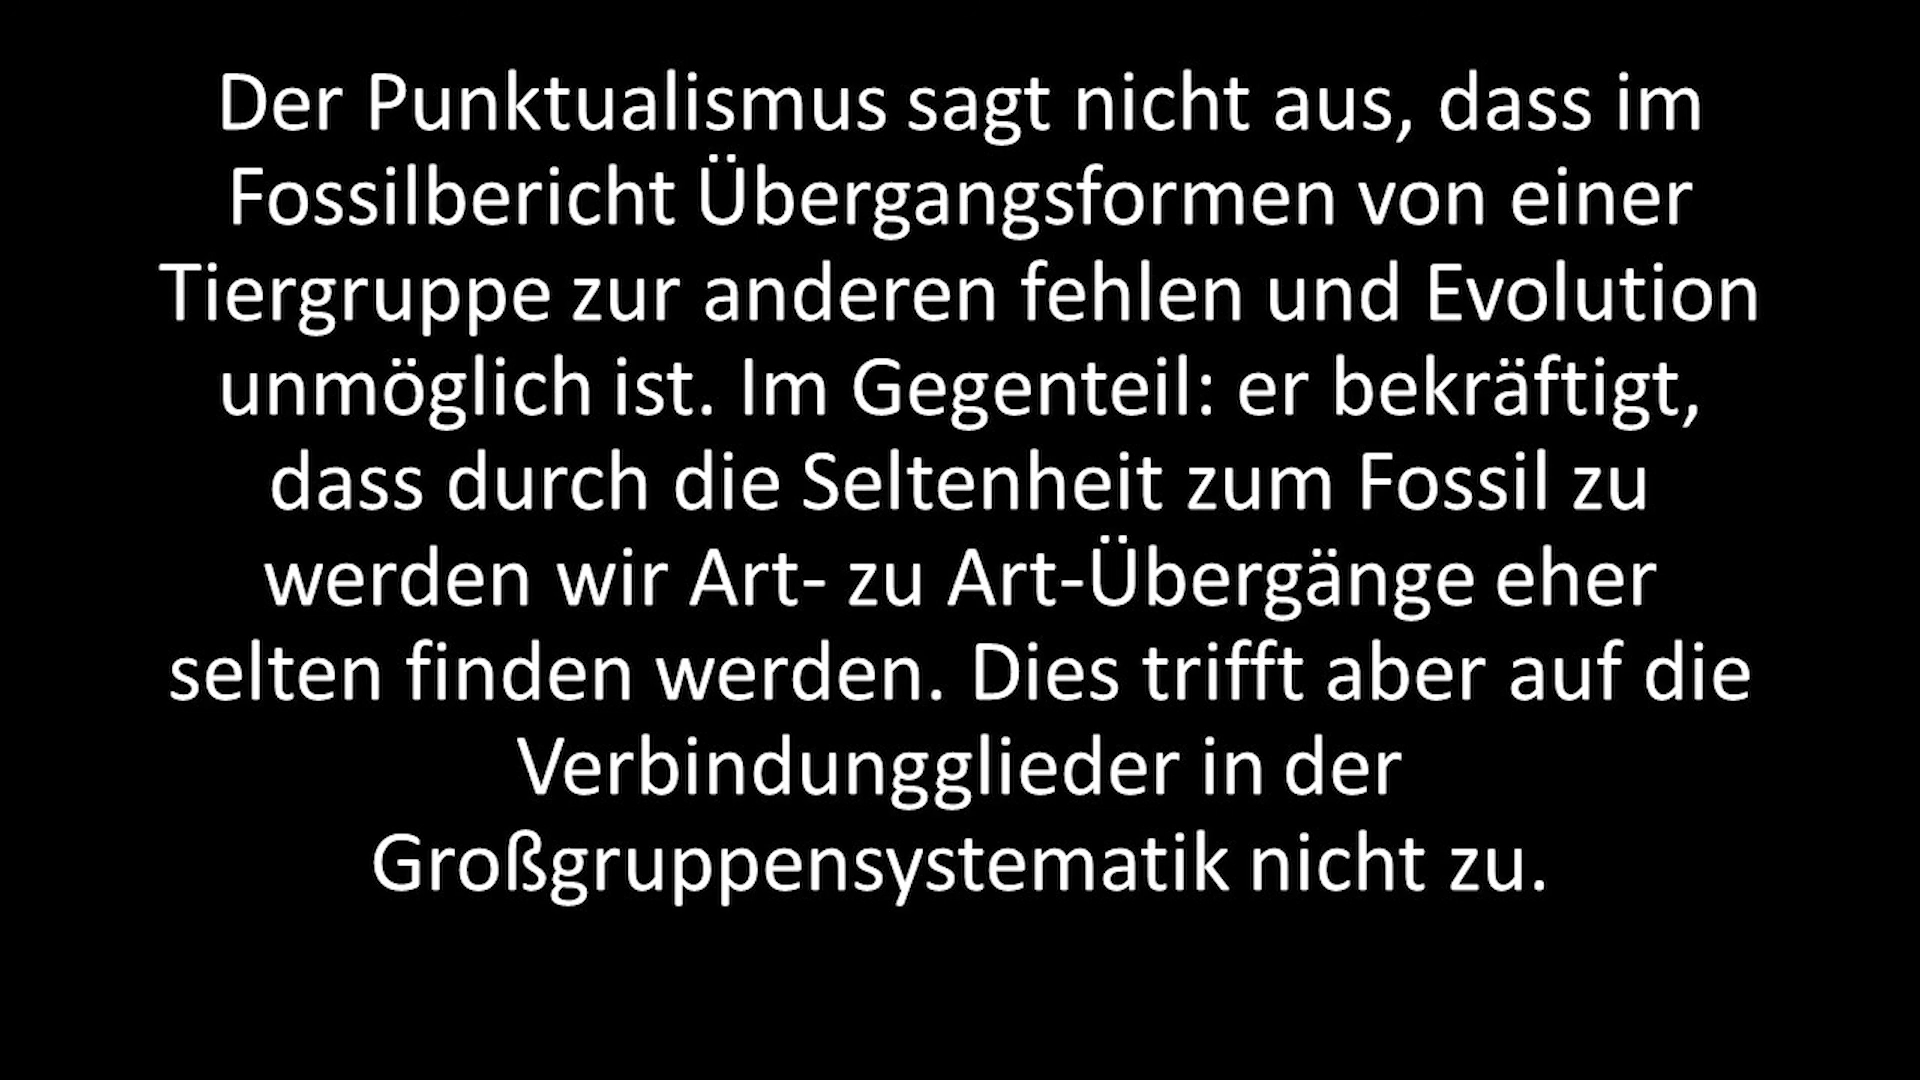 Der Punktualismus sagt nicht aus, dass im
Fossilbericht Übergangsformen von einer
Tiergruppe zur anderen fehlen und Evolution
unmöglich ist. Im Gegenteil: er bekräftigt,
dass durch die Seltenheit zum Fossil zu
werden wir Art- zu Art-Übergänge eher
selten finden werden. Dies trifft aber auf die
Verbindungglieder in der
Großgruppensystematik nicht zu.